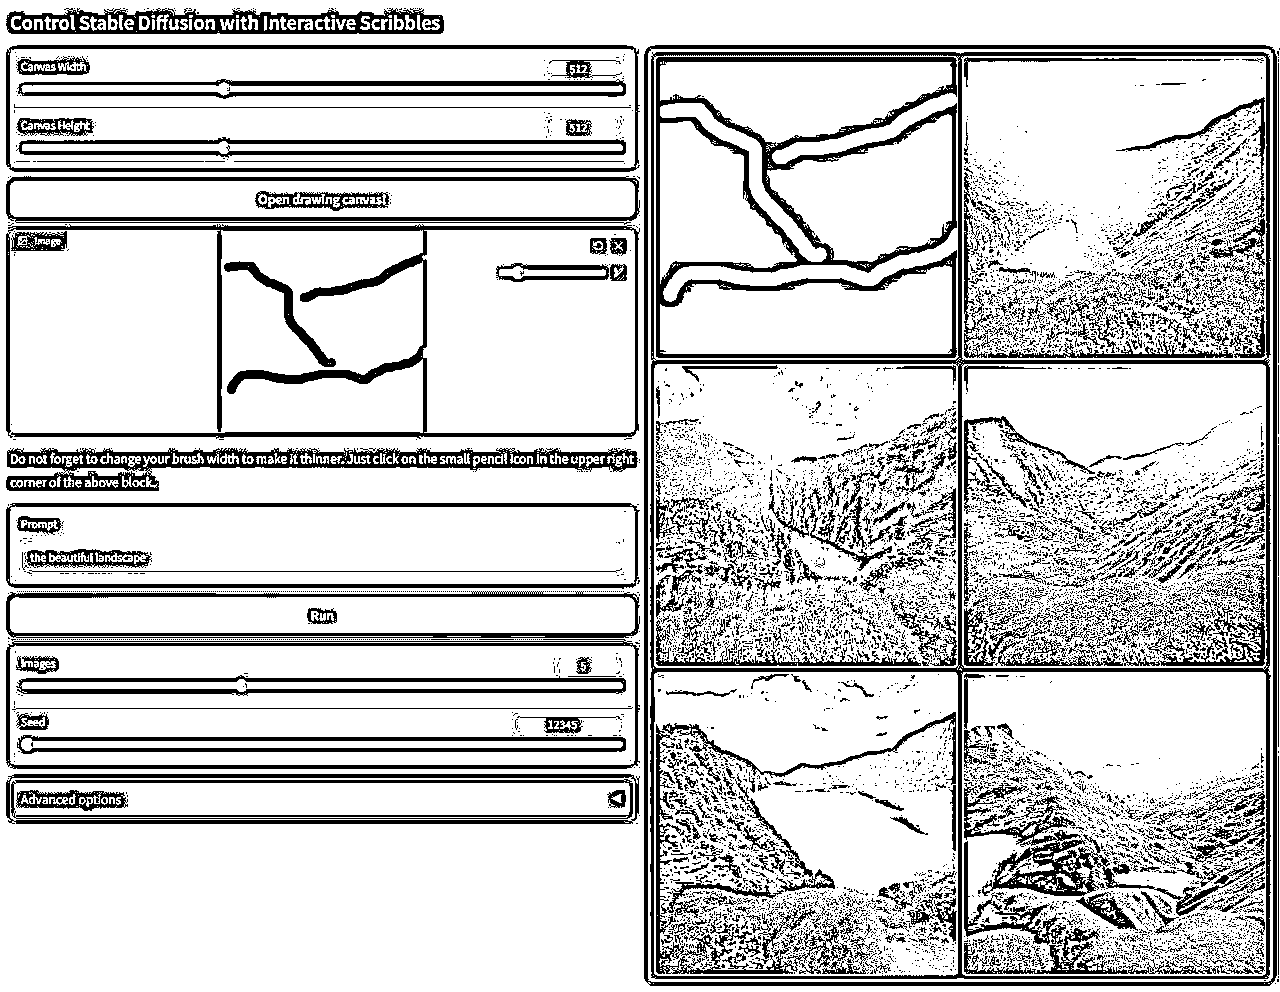 Control Stable Diffusion with Interactive Scribbles
Canvas Width
512
Canvas Height
512
Open drawing canvas!
Image
Do not forget to change your brush width to make it thinner. Just click on the small pencil icon in the upper right
corner of the above block.
Prompt
the beautiful landscape
Run
Images
5
Seed
12345
Advanced options